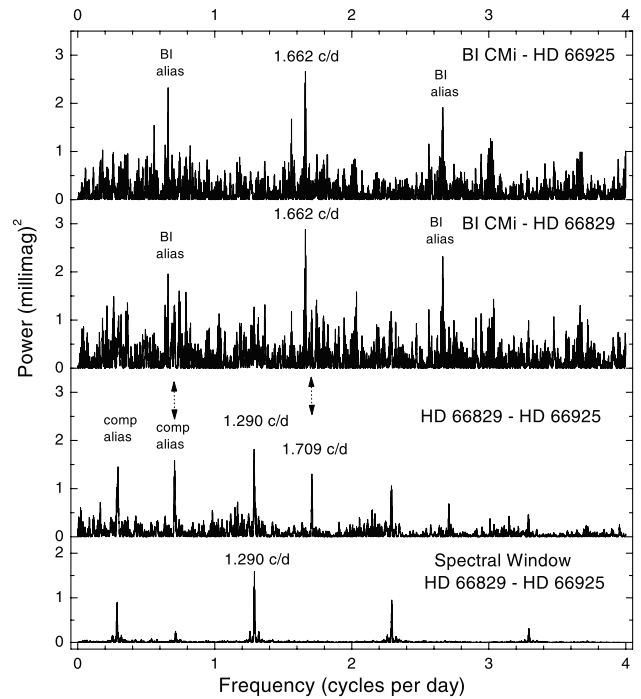 0 1 2 3 4
BI
alias
1.662 c/d
BI
alias
BI CMi - HD 66925
3
2
1
0
BI
alias
1.662 c/d
BI
alias
BI CMi - HD 66829
3
2
1
0
comp
alias
comp
alias
1.290 c/d
1.709 c/d
HD 66829 - HD 66925
3
2
1
0
1.290 c/d
Spectral Window
HD 66829 - HD 66925
2
1
0
0 1 2 3 4
Power (millimag)2
Frequency (cycles per day)